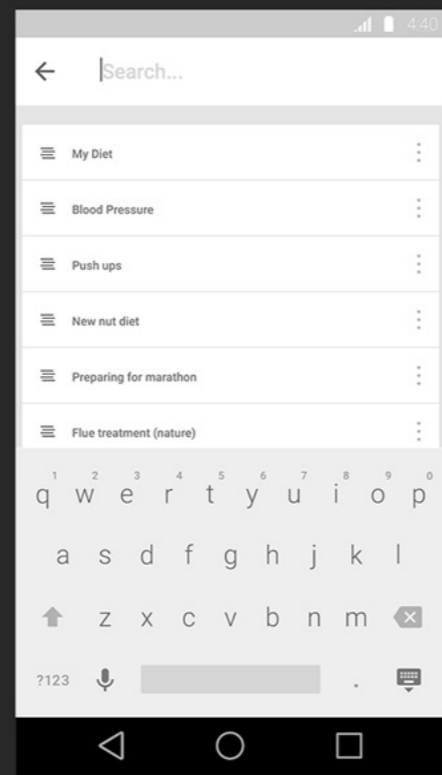 4:40
Search...
My Diet
Blood Pressure
Push ups
New nut diet
Preparing for marathon
Flue treatment (nature)
1 2 3 4 5 6 7 8 9 0
q w e r t y u i o p
a s d f g h j k l
z x c v b n m
?123 .